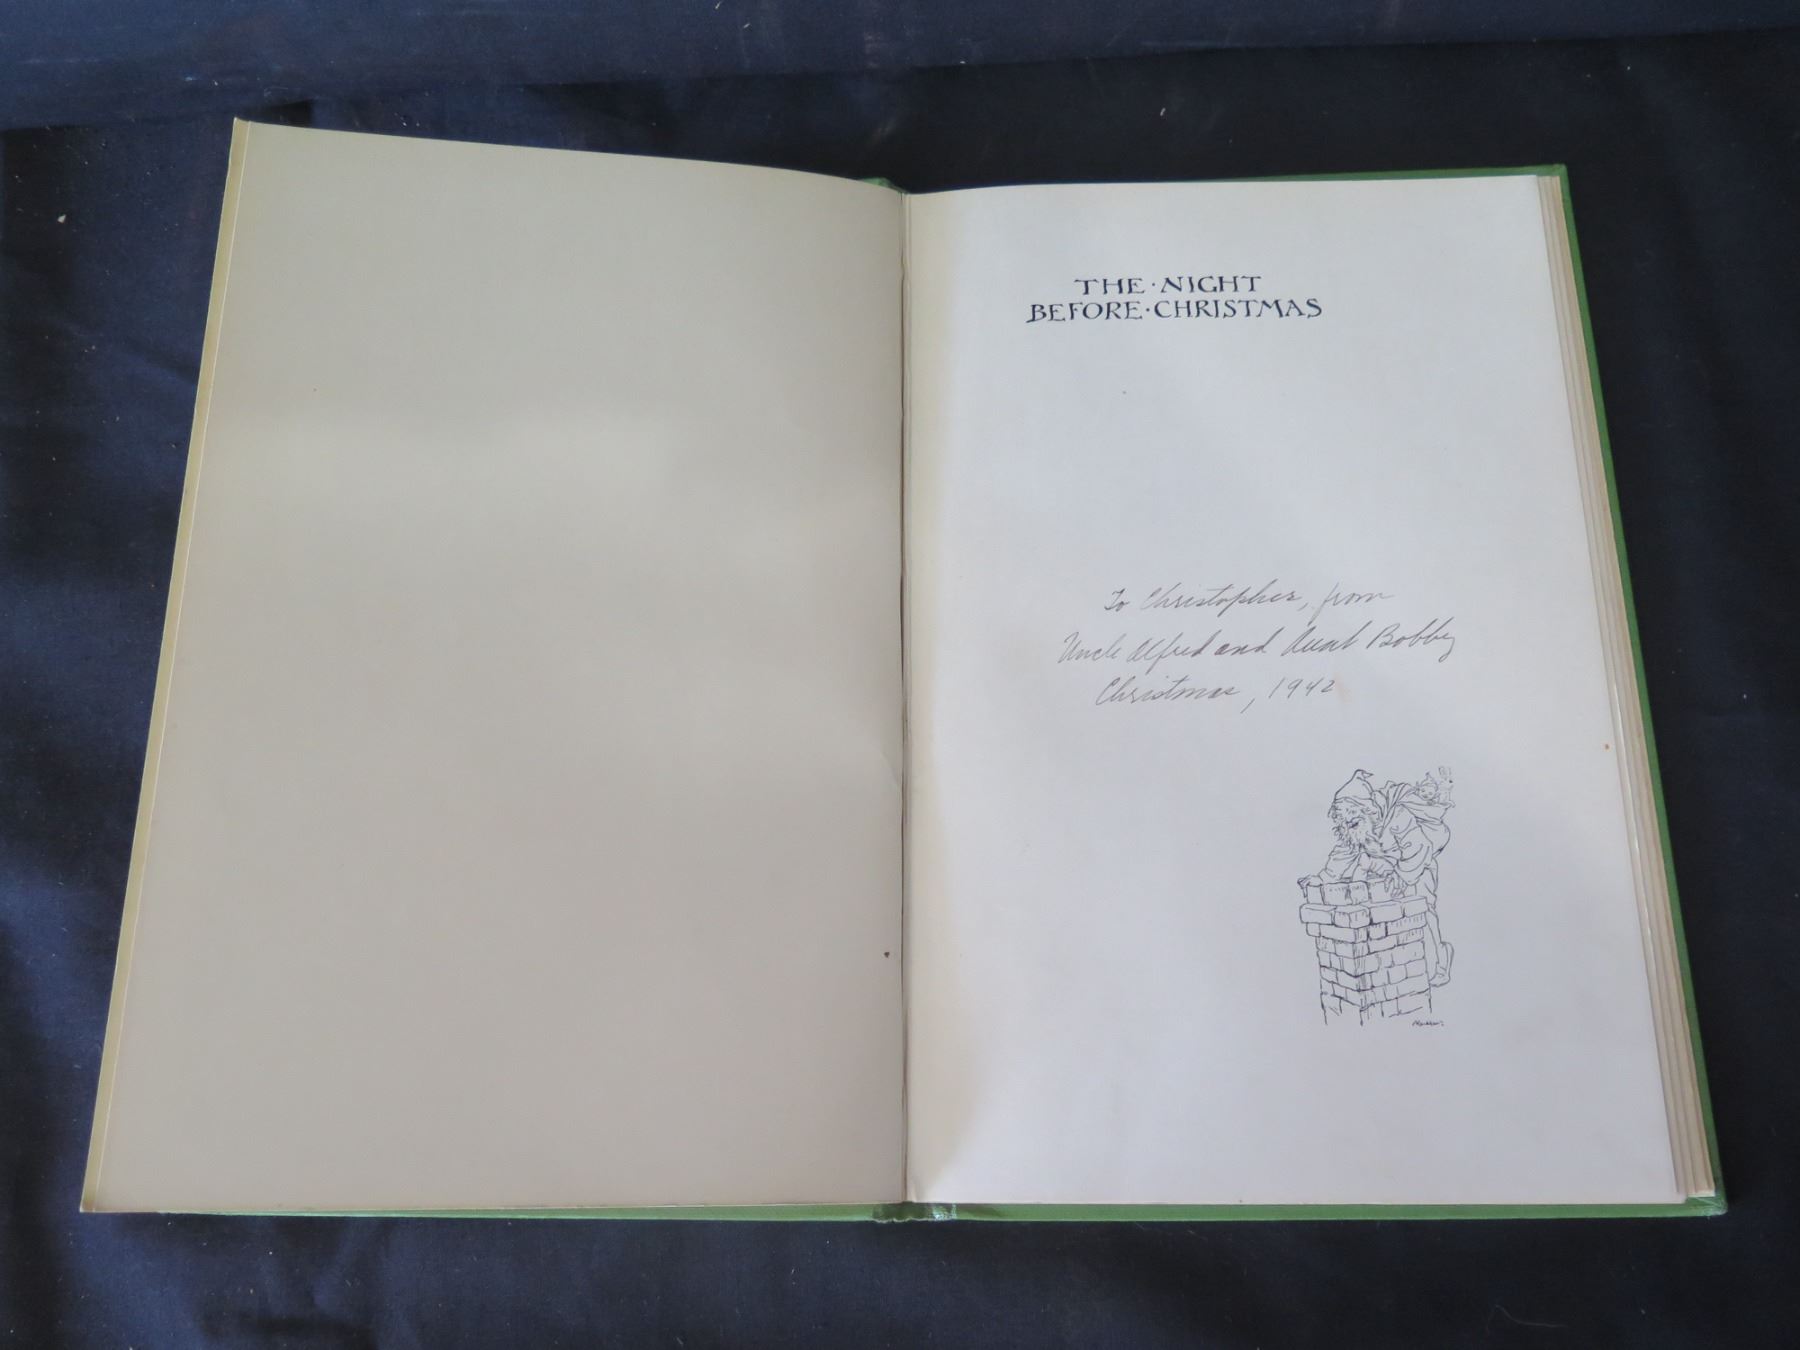 THE · NIGHT
BEFORE · CHRISTMAS
To Christopher, from
Uncle Alfred and Aunt Bobby
Christmas, 1942